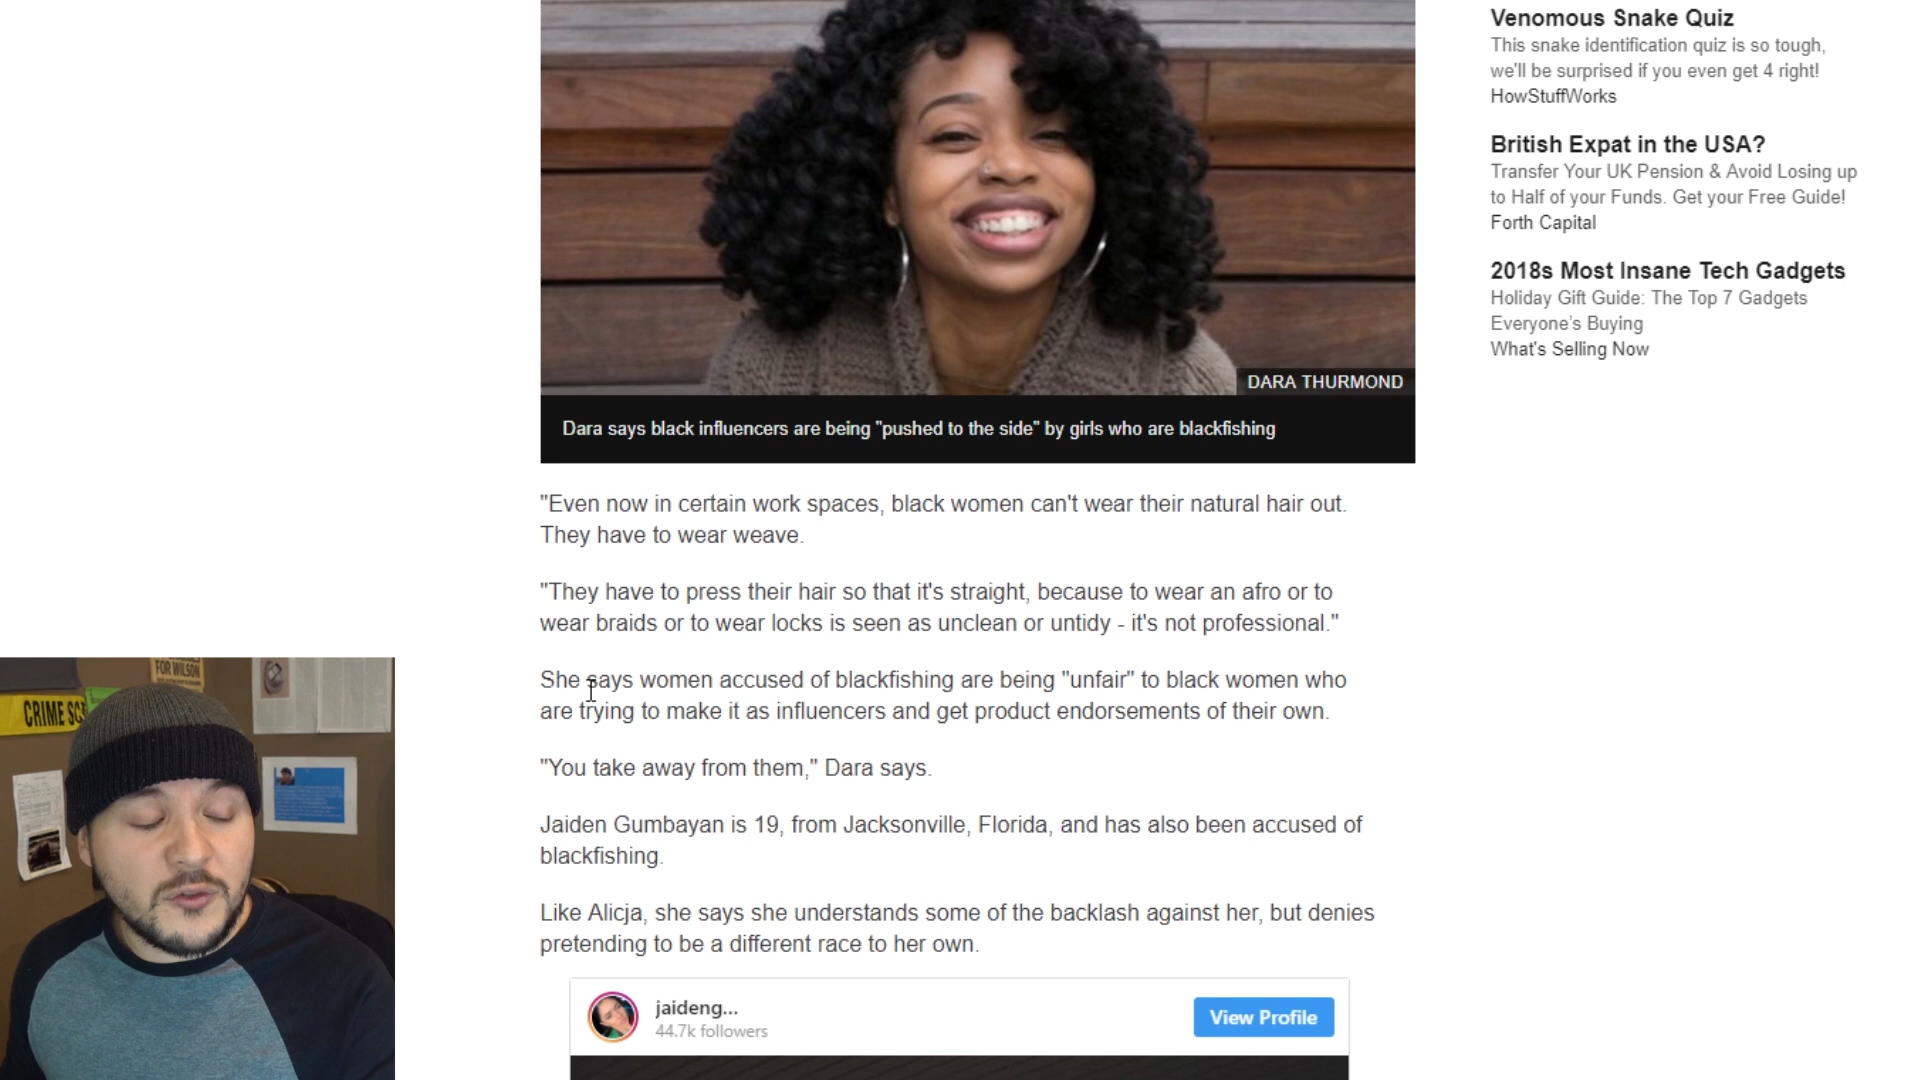 Venomous Snake Quiz
This snake identification quiz is so tough,
we'll be surprised if you even get 4 right!
HowStuffWorks
British Expat in the USA?
Transfer Your UK Pension & Avoid Losing up
to Half of your Funds. Get your Free Guide!
Forth Capital
2018s Most Insane Tech Gadgets
Holiday Gift Guide: The Top 7 Gadgets
Everyone's Buying
What's Selling Now
DARA THURMOND
Dara says black influencers are being "pushed to the side" by girls who are blackfishing
"Even now in certain work spaces, black women can't wear their natural hair out.
They have to wear weave.
"They have to press their hair so that it's straight, because to wear an afro or to
wear braids or to wear locks is seen as unclean or untidy - it's not professional."
She says women accused of blackfishing are being "unfair" to black women who
are trying to make it as influencers and get product endorsements of their own.
"You take away from them," Dara says.
Jaiden Gumbayan is 19, from Jacksonville, Florida, and has also been accused of
blackfishing.
Like Alicja, she says she understands some of the backlash against her, but denies
pretending to be a different race to her own.
jaideng...
44.7k followers
View Profile
FOR WILSON
CRIME SC